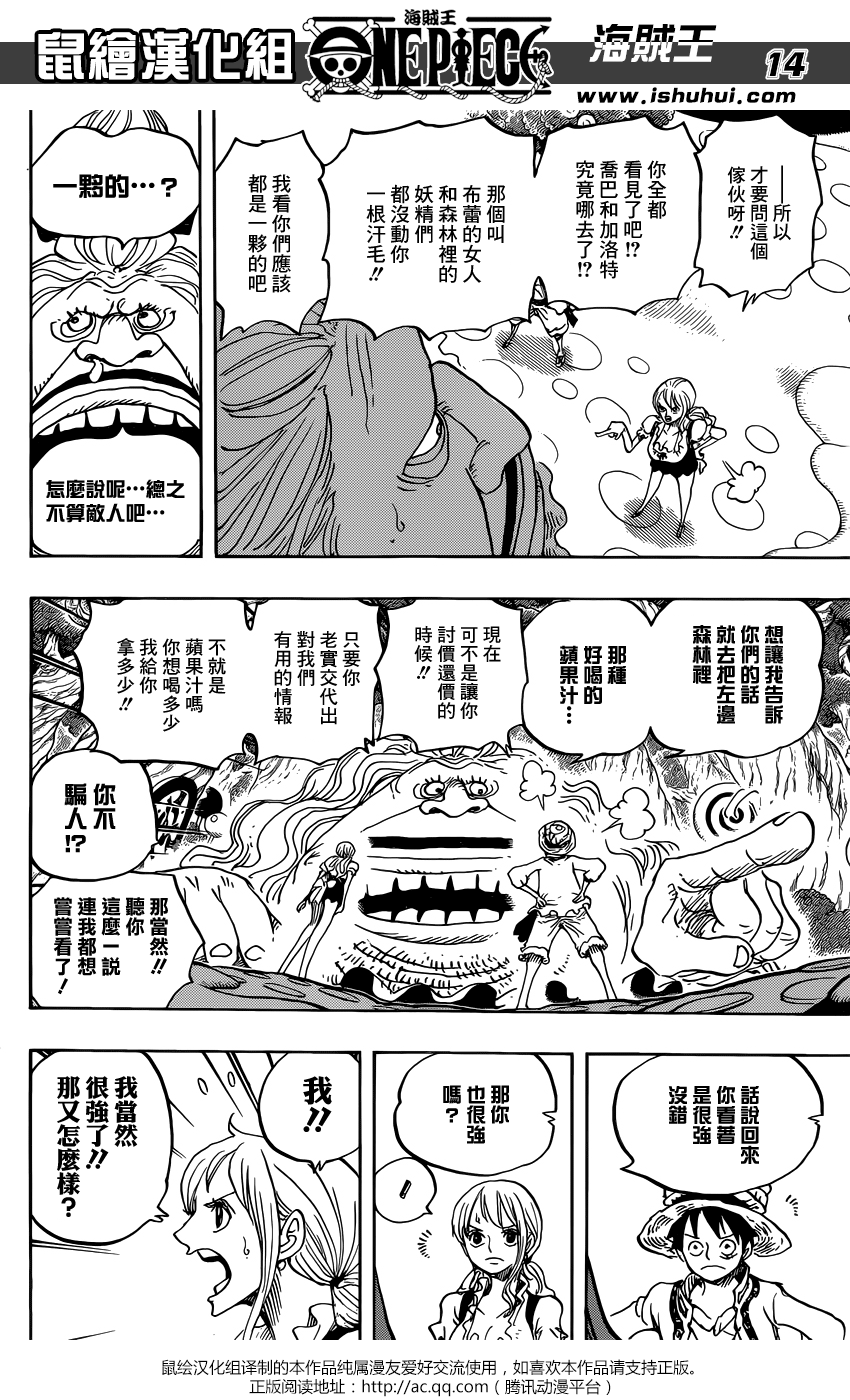 鼠繪漢化組
海賊王
ONE PIECE
海賊王
14
www.ishuhui.com
——所以
才要問這個
傢伙呀!!
你全都
看見了吧!?
喬巴和加洛特
究竟哪去了!?
那個叫
布蕾的女人
和森林裡的
妖精們
都沒動你
一根汗毛!!
我看你們應該
都是一夥的吧
一夥的…？
怎麼說呢…總之
不算敵人吧…
想讓我告訴
你們的話
就去把左邊
森林裡
那種
好喝的
蘋果汁…
現在
可不是讓你
討價還價的
時候!!
只要你
老實交代出
對我們
有用的情報
不就是
蘋果汁嗎
你想喝多少
我給你
拿多少!!
你不
騙人!?
那當然!!
聽你
這麼一說
連我都想
嘗嘗看了！
話說回來
你看著
是很強
沒錯
那你
也很強
嗎？
！
我!!
我當然
很強了!!
那又怎麼樣？
鼠绘汉化组译制的本作品纯属漫友爱好交流使用，如喜欢本作品请支持正版。
正版阅读地址：http://ac.qq.com（腾讯动漫平台）